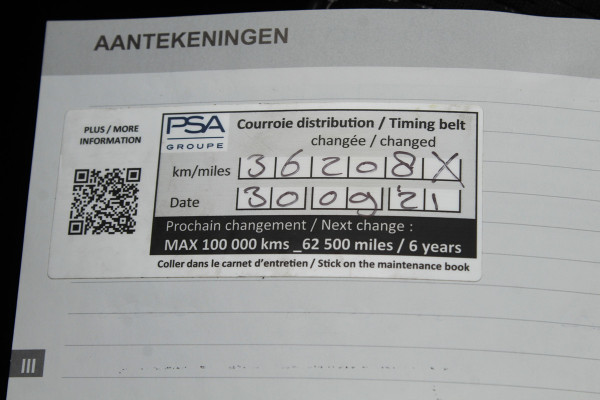 AANTEKENINGEN
PLUS / MORE
INFORMATION
PSA
GROUPE
Courroie distribution / Timing belt
changée / changed
km/miles 36208X
Date 300921
Prochain changement / Next change :
MAX 100 000 kms _62 500 miles / 6 years
Coller dans le carnet d'entretien / Stick on the maintenance book
III